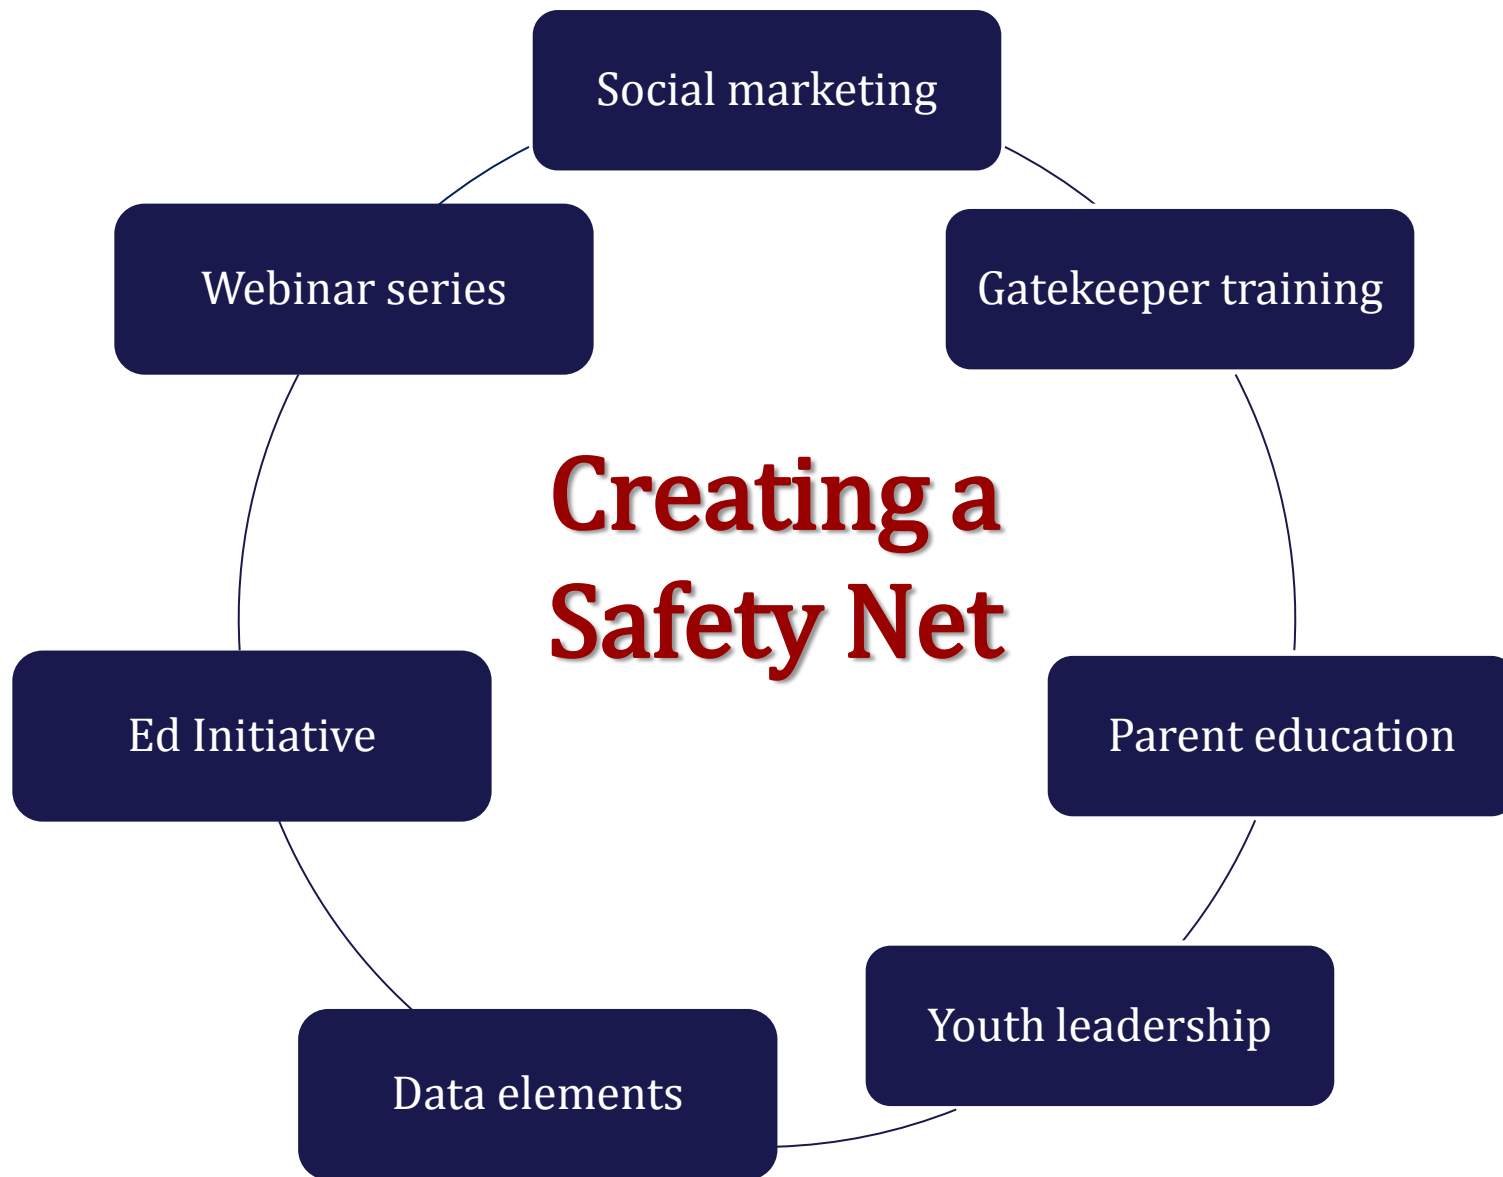 Social marketing
Webinar series
Gatekeeper training
Creating a
Safety Net
Ed Initiative
Parent education
Youth leadership
Data elements